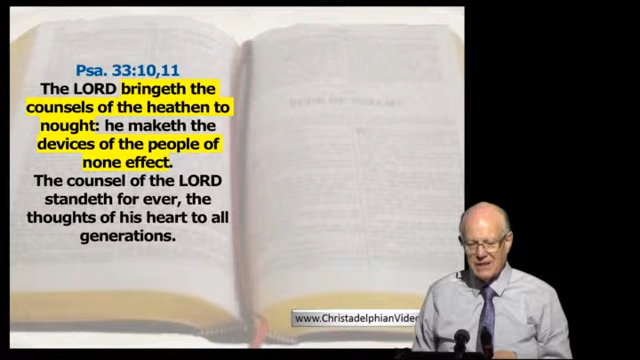 Psa. 33:10,11
The LORD bringeth the
counsels of the heathen to
nought: he maketh the
devices of the people of
none effect.
The counsel of the LORD
standeth for ever, the
thoughts of his heart to all
generations.
www.ChristadelphianVide